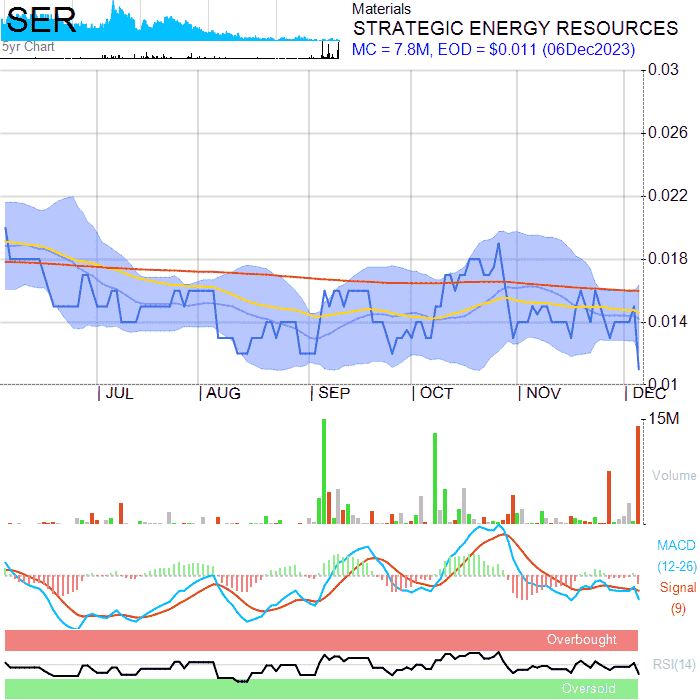 SER
5yr Chart
Materials
STRATEGIC ENERGY RESOURCES
MC = 7.8M, EOD = $0.011 (06Dec2023)
0.03
0.026
0.022
0.018
0.014
0.01
JUL AUG SEP OCT NOV DEC
15M
Volume
MACD
(12-26)
Signal
(9)
Overbought
RSI(14)
Oversold